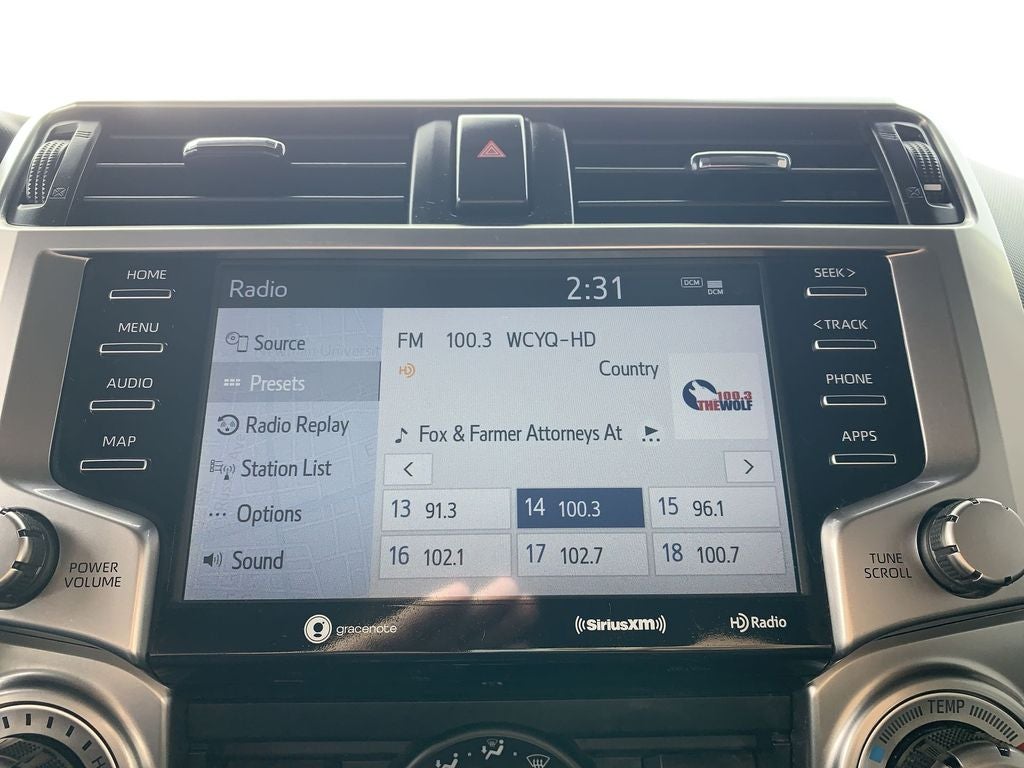 HOME
MENU
AUDIO
MAP
POWER
VOLUME
Radio
2:31
DCM
DCM
Source
Presets
Radio Replay
Station List
Options
Sound
FM 100.3 WCYQ-HD
HD
Country
100.3
THE WOLF
Fox & Farmer Attorneys At
<
>
13 91.3
14 100.3
15 96.1
16 102.1
17 102.7
18 100.7
gracenote
((SiriusXM))
HD Radio
SEEK >
< TRACK
PHONE
APPS
TUNE
SCROLL
TEMP